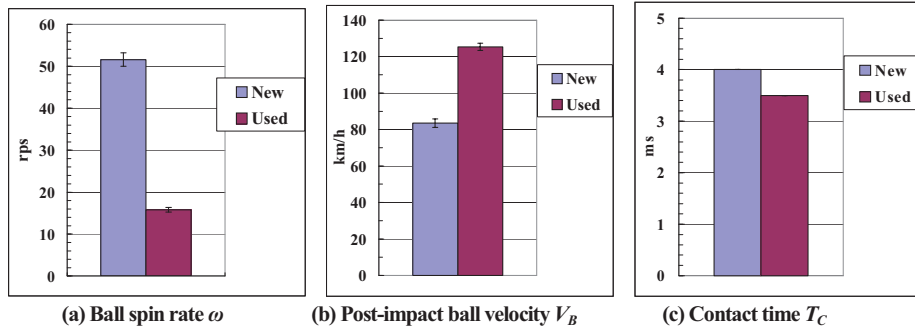 60
50
40
30
20
10
0
rps
New
Used
(a) Ball spin rate ω
140
120
100
80
60
40
20
0
km/h
New
Used
(b) Post-impact ball velocity V_B
5
4
3
2
1
0
ms
New
Used
(c) Contact time T_C